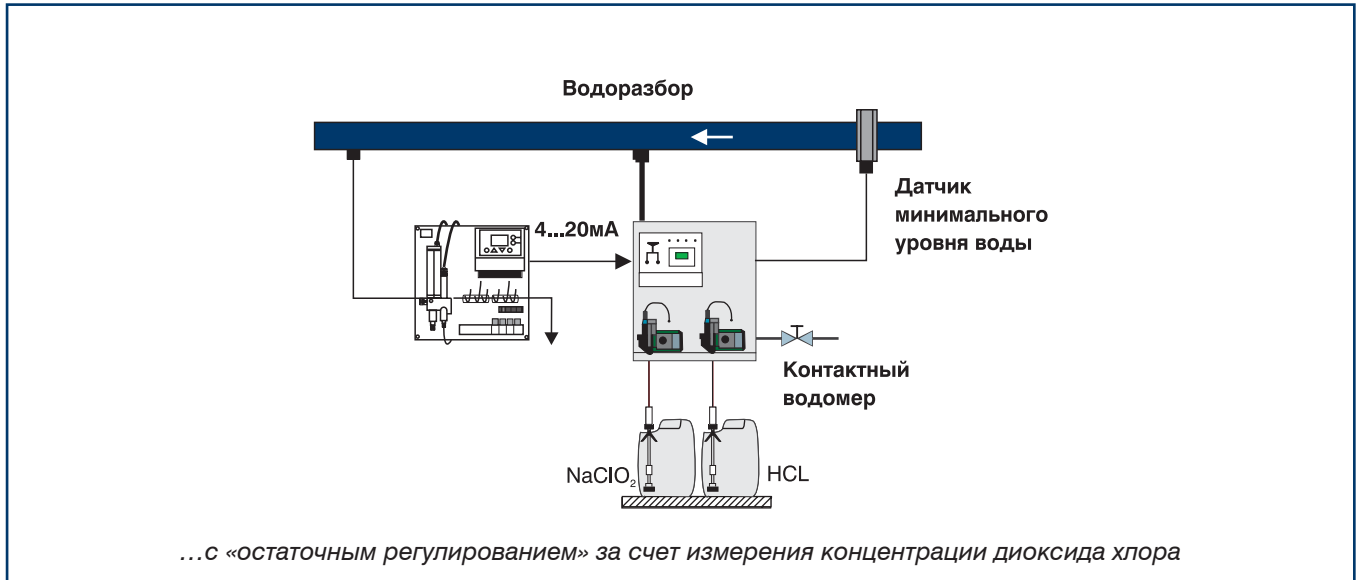 Водоразбор
Датчик
минимального
уровня воды
4...20мА
Контактный
водомер
NaClO₂
HCL
…с «остаточным регулированием» за счет измерения концентрации диоксида хлора